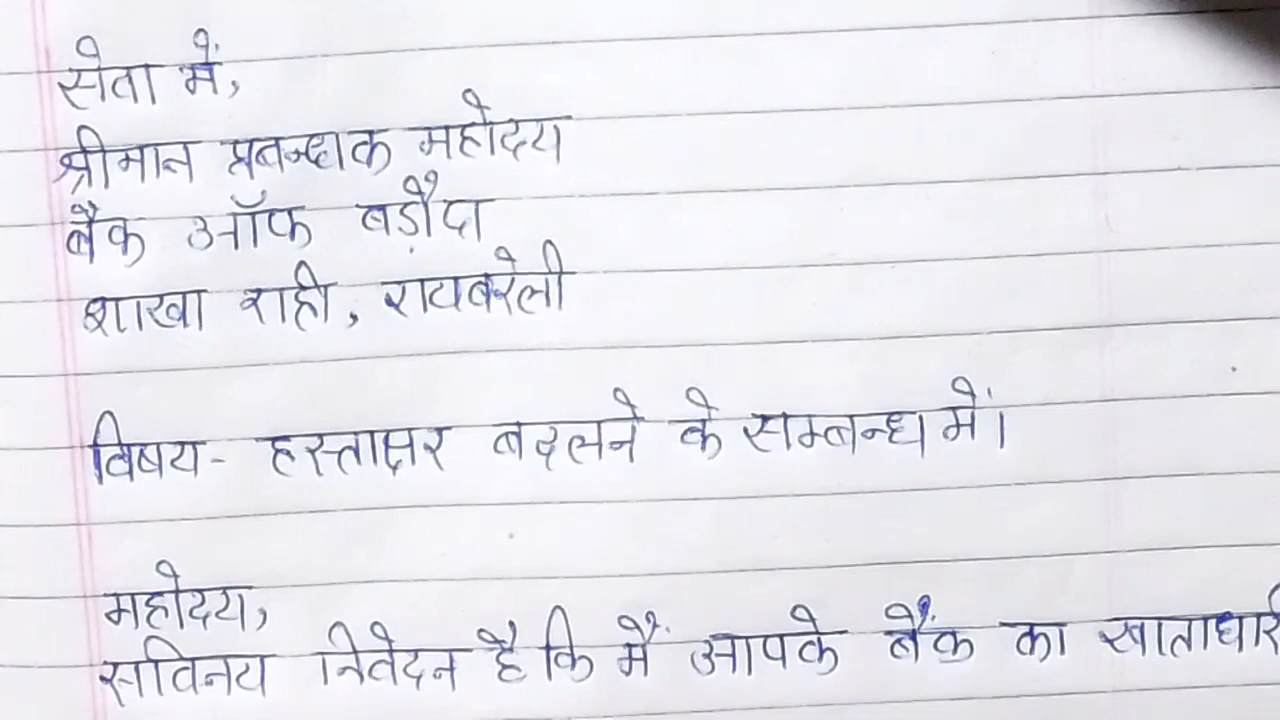 सेवा में,
श्रीमान प्रबन्धक महोदय
बैंक ऑफ बड़ौदा
शाखा राही, रायबरेली
विषय- हस्ताक्षर बदलने के सम्बन्ध में।
महोदय,
सविनय निवेदन है कि मैं आपके बैंक का खाताधार